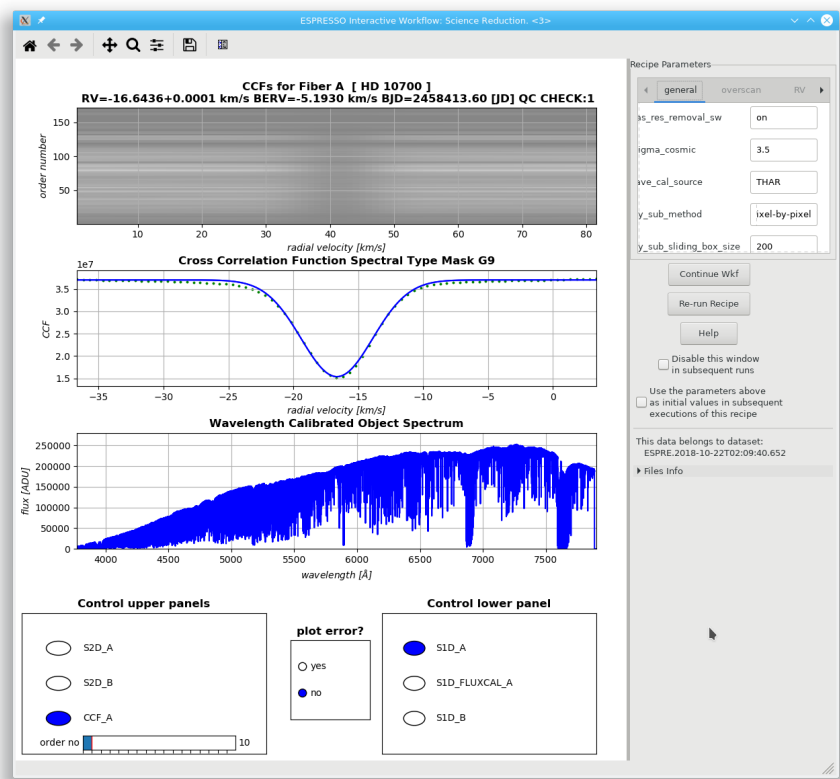 ESPRESSO Interactive Workflow: Science Reduction. <3>
Recipe Parameters
general overscan RV
as_res_removal_sw on
igma_cosmic 3.5
ave_cal_source THAR
y_sub_method ixel-by-pixel
y_sub_sliding_box_size 200
Continue Wkf
Re-run Recipe
Help
Disable this window
in subsequent runs
Use the parameters above
as initial values in subsequent
executions of this recipe
This data belongs to dataset:
ESPRE.2018-10-22T02:09:40.652
Files Info
CCFs for Fiber A [ HD 10700 ]
RV=-16.6436+0.0001 km/s BERV=-5.1930 km/s BJD=2458413.60 [JD] QC CHECK:1
order number
150
100
50
10 20 30 40 50 60 70 80
radial velocity [km/s]
Cross Correlation Function Spectral Type Mask G9
1e7
CCF
3.5
3.0
2.5
2.0
1.5
−35 −30 −25 −20 −15 −10 −5 0
radial velocity [km/s]
Wavelength Calibrated Object Spectrum
flux [ADU]
250000
200000
150000
100000
50000
0
4000 4500 5000 5500 6000 6500 7000 7500
wavelength [Å]
Control upper panels
S2D_A
S2D_B
CCF_A
order no 10
plot error?
yes
no
Control lower panel
S1D_A
S1D_FLUXCAL_A
S1D_B